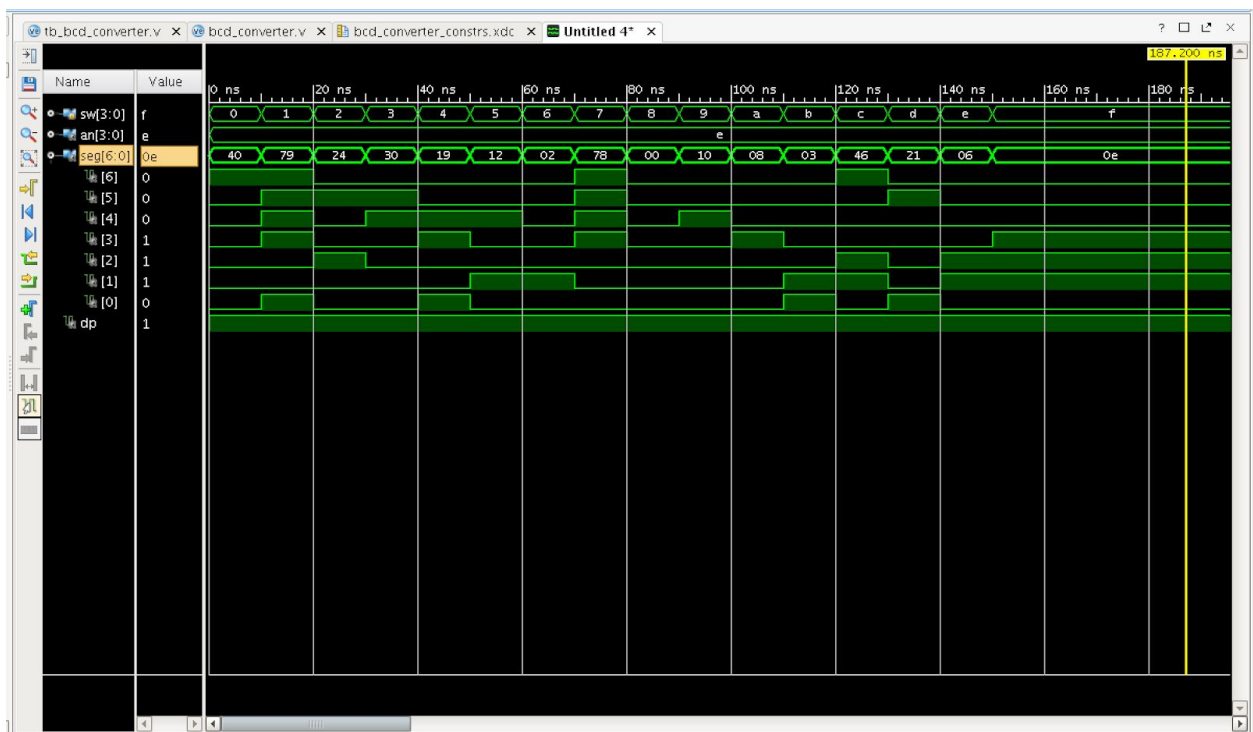 tb_bcd_converter.v × bcd_converter.v × bcd_converter_constrs.xdc × Untitled 4* ×
187.200 ns
Name Value
0 ns 20 ns 40 ns 60 ns 80 ns 100 ns 120 ns 140 ns 160 ns 180 ns
sw[3:0] f 0 1 2 3 4 5 6 7 8 9 a b c d e f
an[3:0] e e
seg[6:0] 0e 40 79 24 30 19 12 02 78 00 10 08 03 46 21 06 0e
[6] 0
[5] 0
[4] 0
[3] 1
[2] 1
[1] 1
[0] 0
dp 1